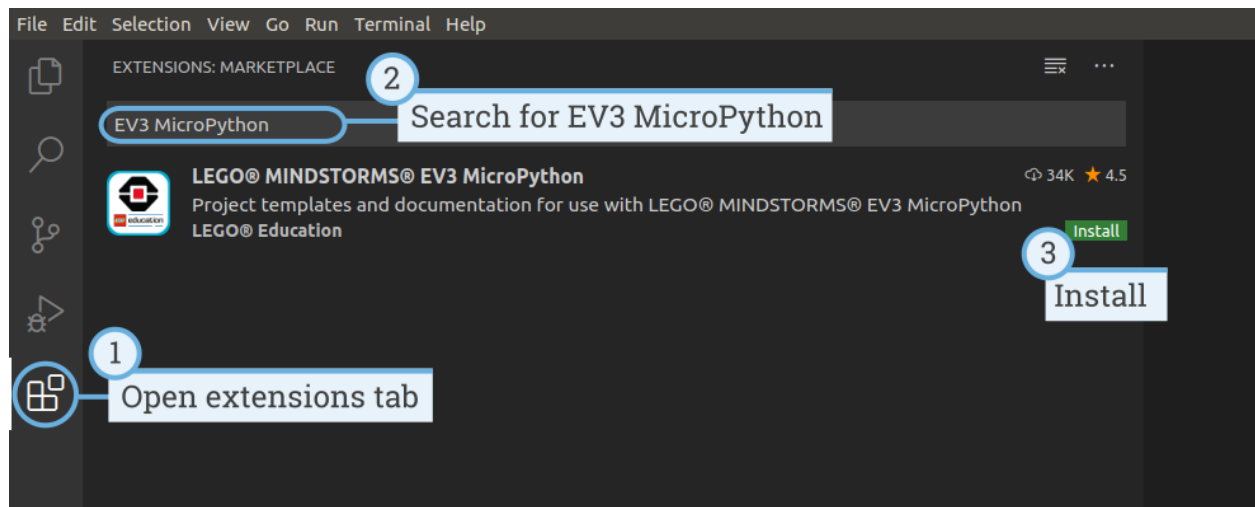 File Edit Selection View Go Run Terminal Help
EXTENSIONS: MARKETPLACE
2
Search for EV3 MicroPython
EV3 MicroPython
LEGO® MINDSTORMS® EV3 MicroPython
34K ★ 4.5
Project templates and documentation for use with LEGO® MINDSTORMS® EV3 MicroPython
education
LEGO® Education
Install
3
Install
1
Open extensions tab